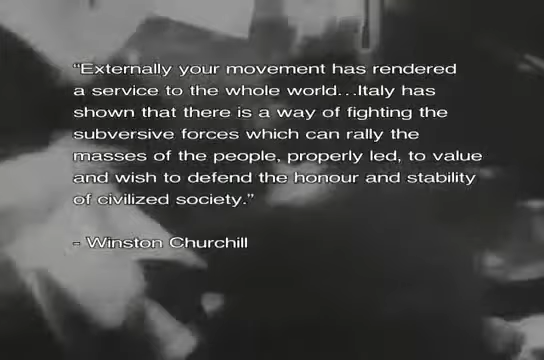 “Externally your movement has rendered
a service to the whole world...Italy has
shown that there is a way of fighting the
subversive forces which can rally the
masses of the people, properly led, to value
and wish to defend the honour and stability
of civilized society.”
- Winston Churchill